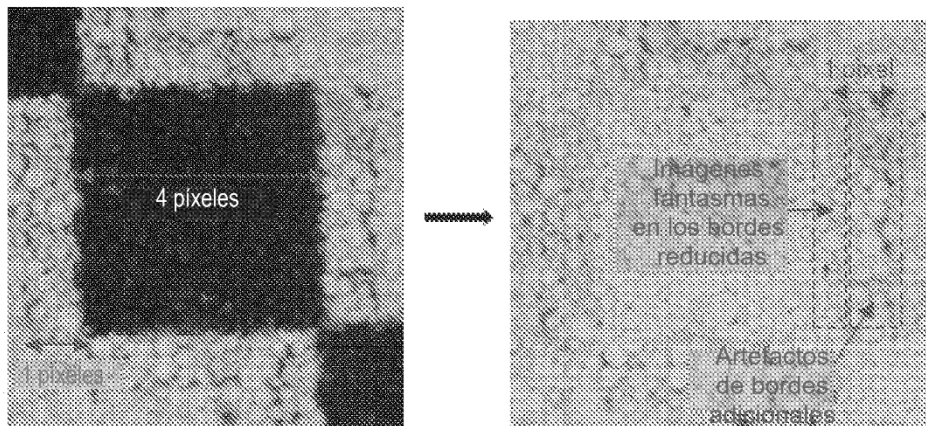 4 píxeles
1 píxeles
1 píxel
Imágenes
fantasmas
en los bordes
reducidas
Artefactos
de bordes
adicionales